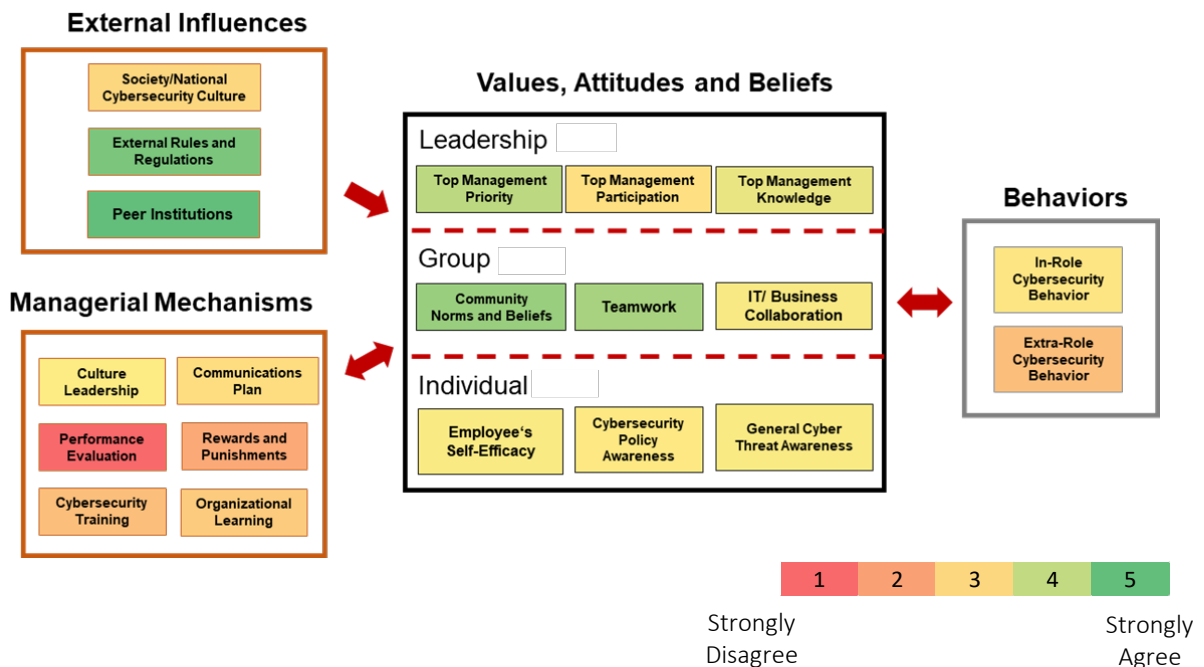 External Influences
Society/National
Cybersecurity Culture
External Rules and
Regulations
Peer Institutions
Managerial Mechanisms
Culture
Leadership
Communications
Plan
Performance
Evaluation
Rewards and
Punishments
Cybersecurity
Training
Organizational
Learning
Values, Attitudes and Beliefs
Leadership
Top Management
Priority
Top Management
Participation
Top Management
Knowledge
Group
Community
Norms and Beliefs
Teamwork
IT/ Business
Collaboration
Individual
Employee‘s
Self-Efficacy
Cybersecurity
Policy
Awareness
General Cyber
Threat Awareness
Behaviors
In-Role
Cybersecurity
Behavior
Extra-Role
Cybersecurity
Behavior
1 2 3 4 5
Strongly
Disagree
Strongly
Agree